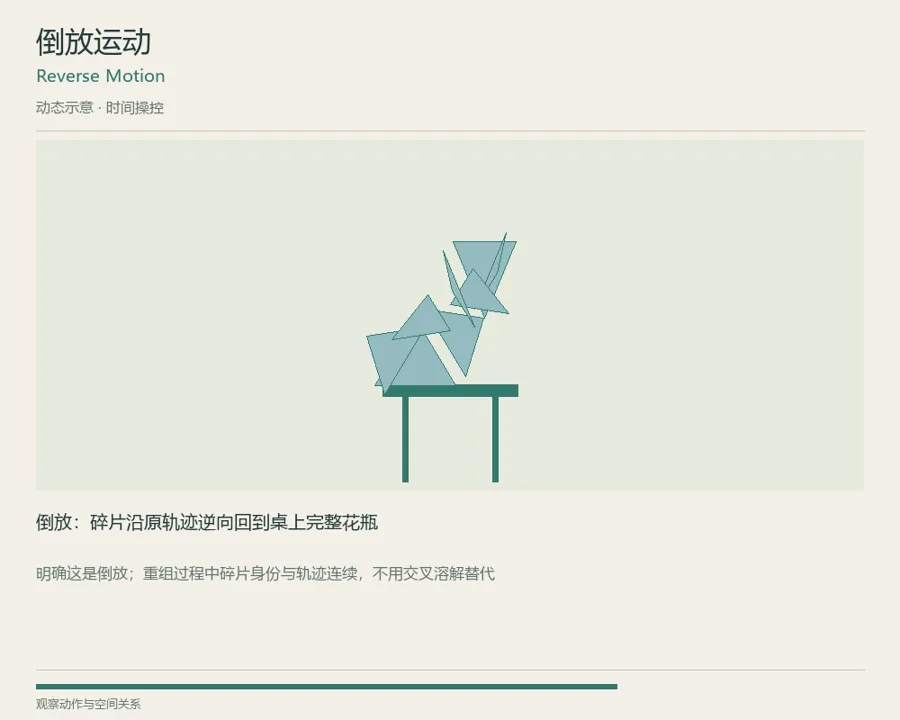 倒放运动
Reverse Motion
动态示意 · 时间操控
倒放：碎片沿原轨迹逆向回到桌上完整花瓶
明确这是倒放；重组过程中碎片身份与轨迹连续，不用交叉溶解替代
观察动作与空间关系